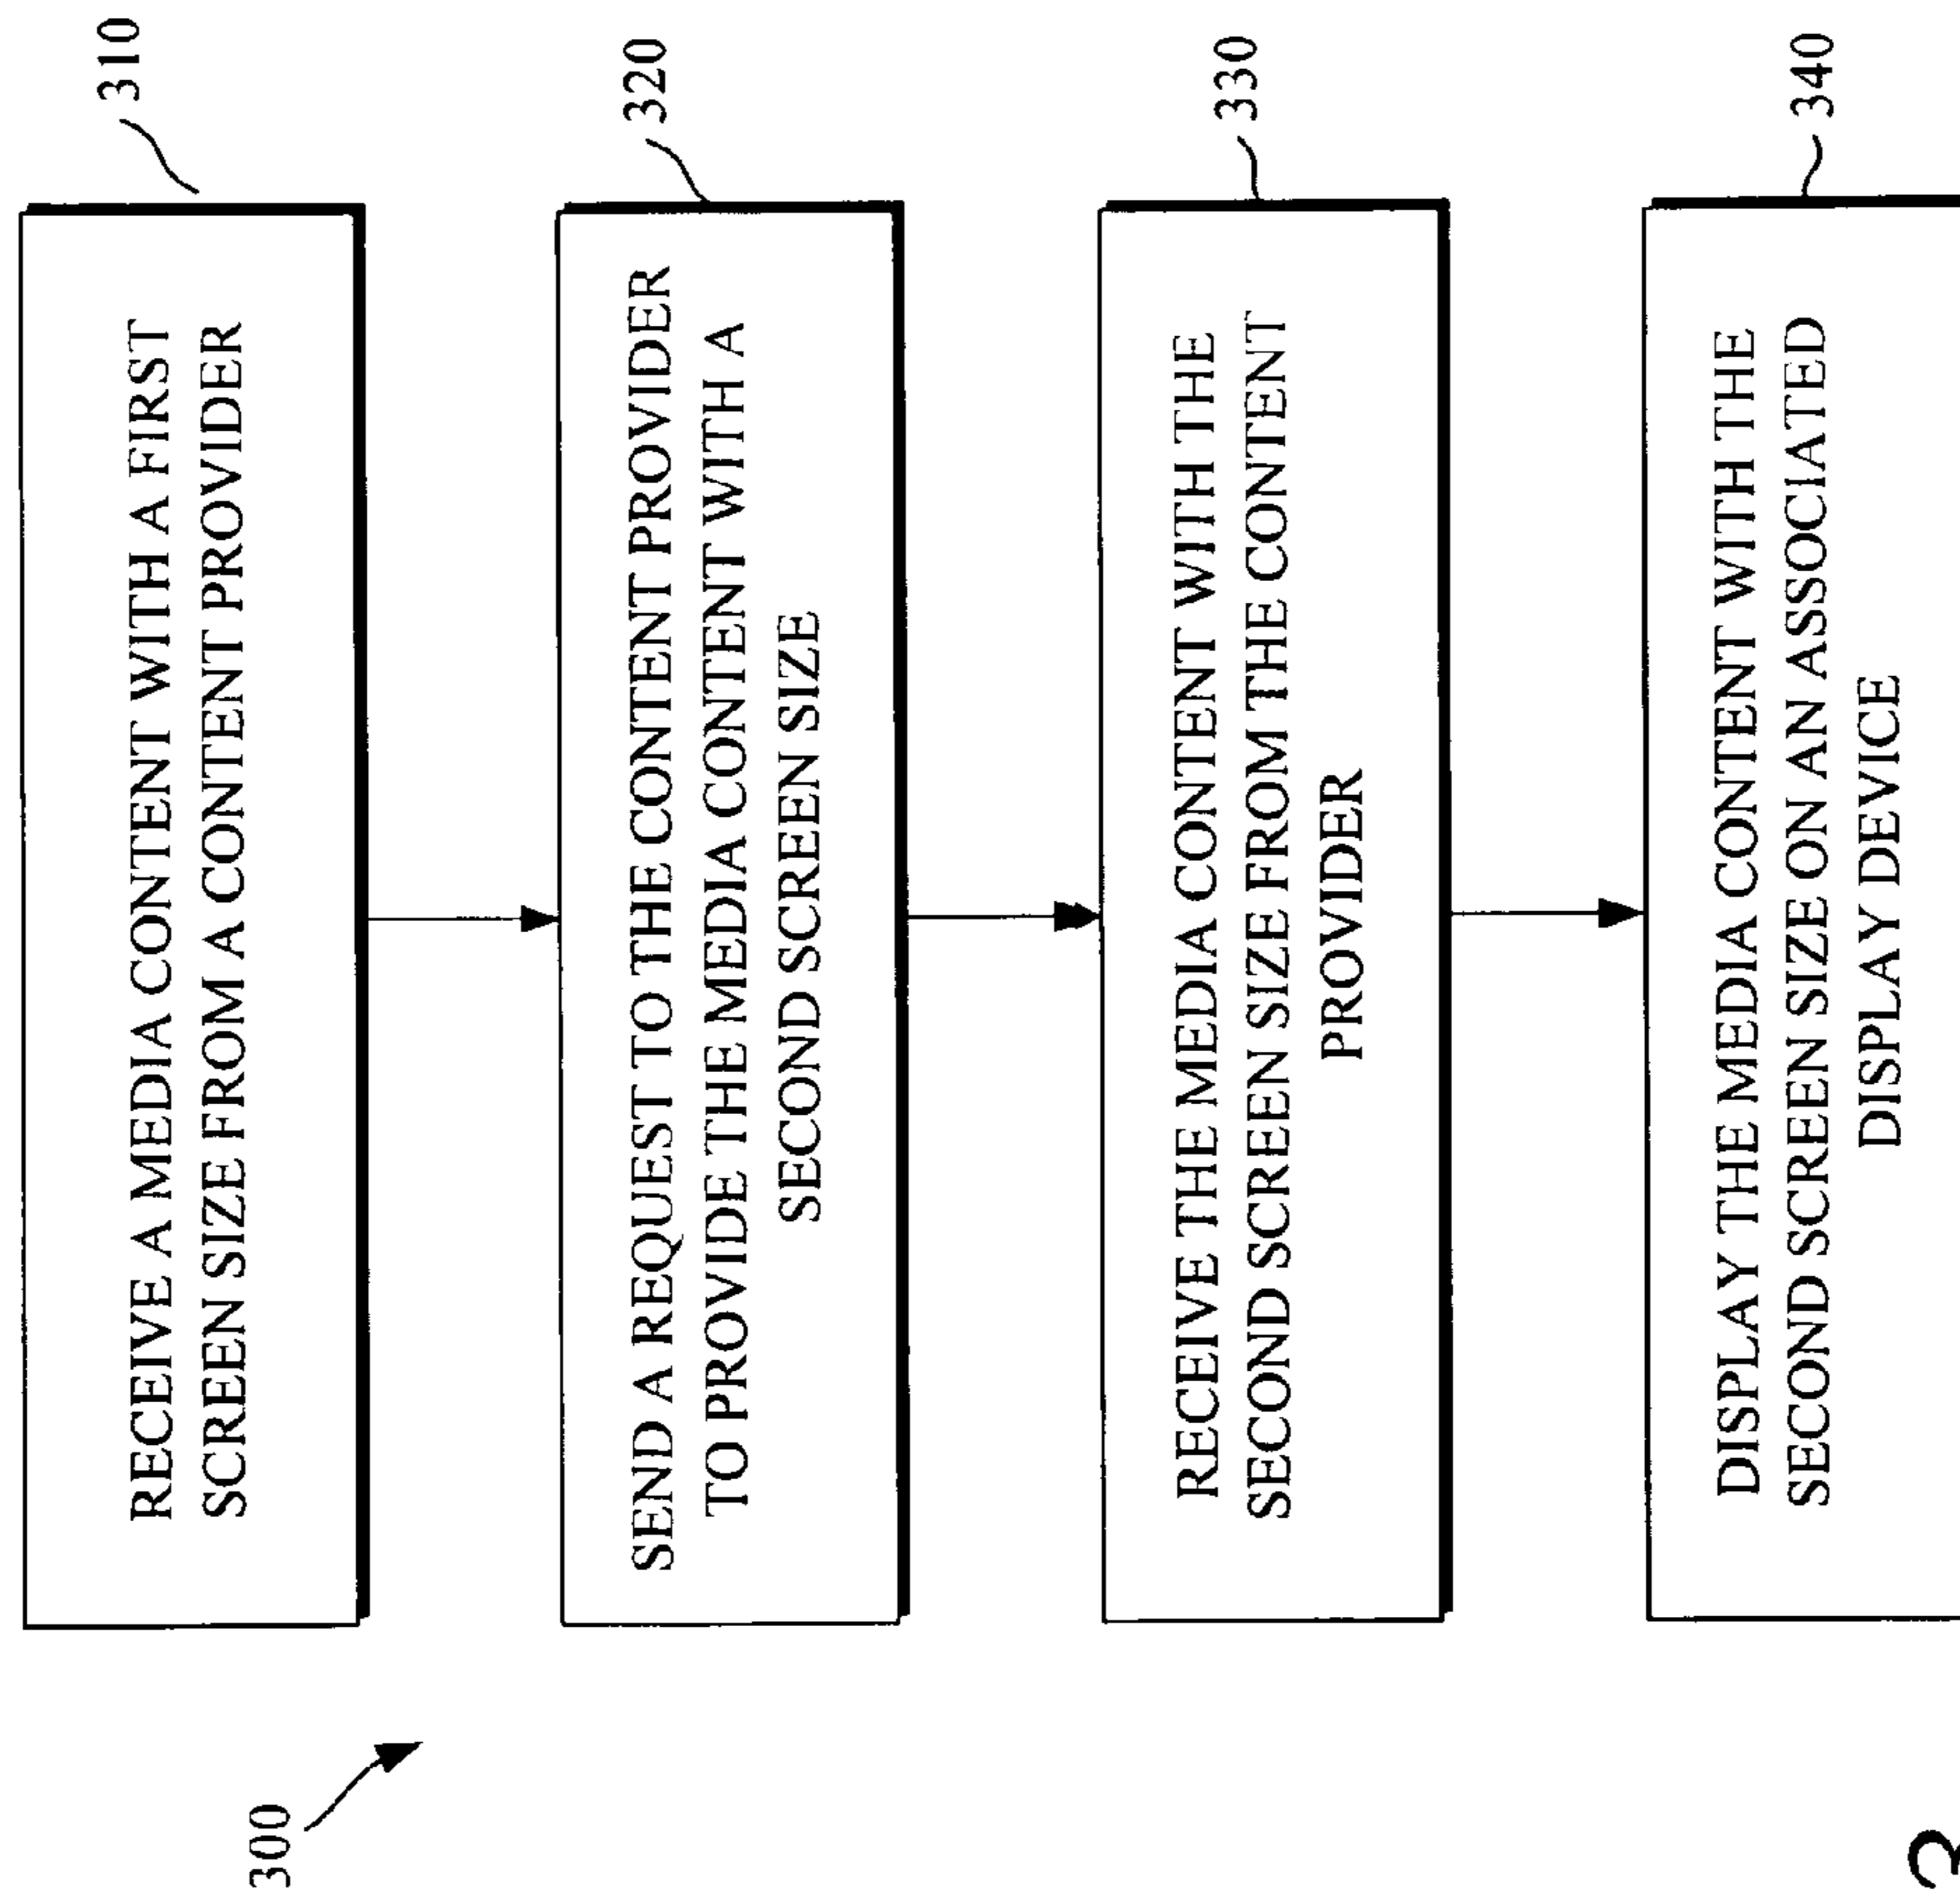 300
310
RECEIVE A MEDIA CONTENT WITH A FIRST
SCREEN SIZE FROM A CONTENT PROVIDER
320
SEND A REQUEST TO THE CONTENT PROVIDER
TO PROVIDE THE MEDIA CONTENT WITH A
SECOND SCREEN SIZE
330
RECEIVE THE MEDIA CONTENT WITH THE
SECOND SCREEN SIZE FROM THE CONTENT
PROVIDER
340
DISPLAY THE MEDIA CONTENT WITH THE
SECOND SCREEN SIZE ON AN ASSOCIATED
DISPLAY DEVICE